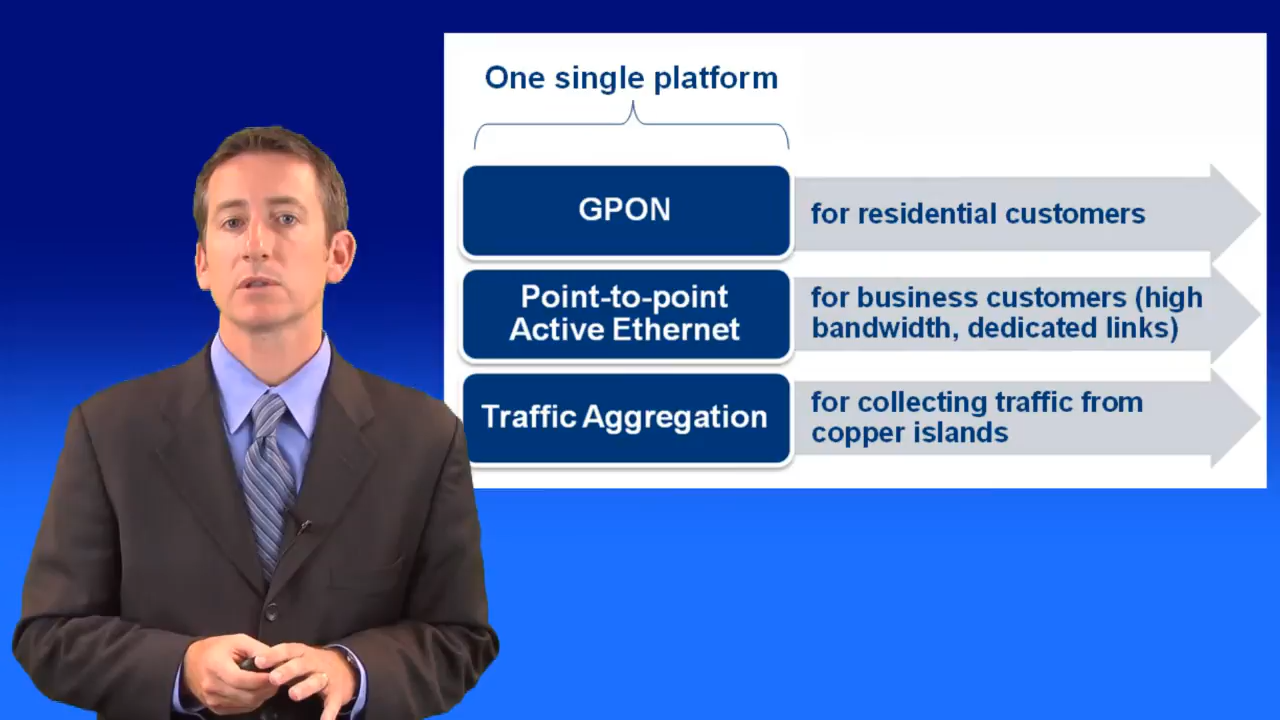 One single platform
GPON
for residential customers
Point-to-point
Active Ethernet
for business customers (high
bandwidth, dedicated links)
Traffic Aggregation
for collecting traffic from
copper islands